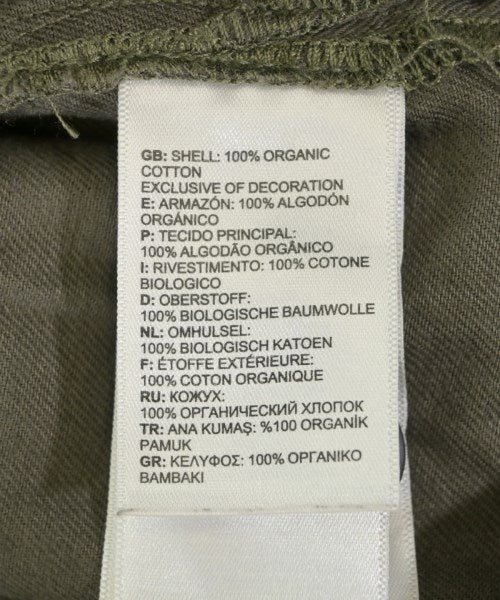 GB: SHELL: 100% ORGANIC
COTTON
EXCLUSIVE OF DECORATION
E: ARMAZÓN: 100% ALGODÓN
ORGÁNICO
P: TECIDO PRINCIPAL:
100% ALGODÃO ORGÂNICO
I: RIVESTIMENTO: 100% COTONE
BIOLOGICO
D: OBERSTOFF:
100% BIOLOGISCHE BAUMWOLLE
NL: OMHULSEL:
100% BIOLOGISCH KATOEN
F: ÉTOFFE EXTÉRIEURE:
100% COTON ORGANIQUE
RU: КОЖУХ:
100% ОРГАНИЧЕСКИЙ ХЛОПОК
TR: ANA KUMAŞ: %100 ORGANİK
PAMUK
GR: ΚΕΛΥΦΟΣ: 100% ΟΡΓΑΝΙΚΟ
ΒΑΜΒΑΚΙ